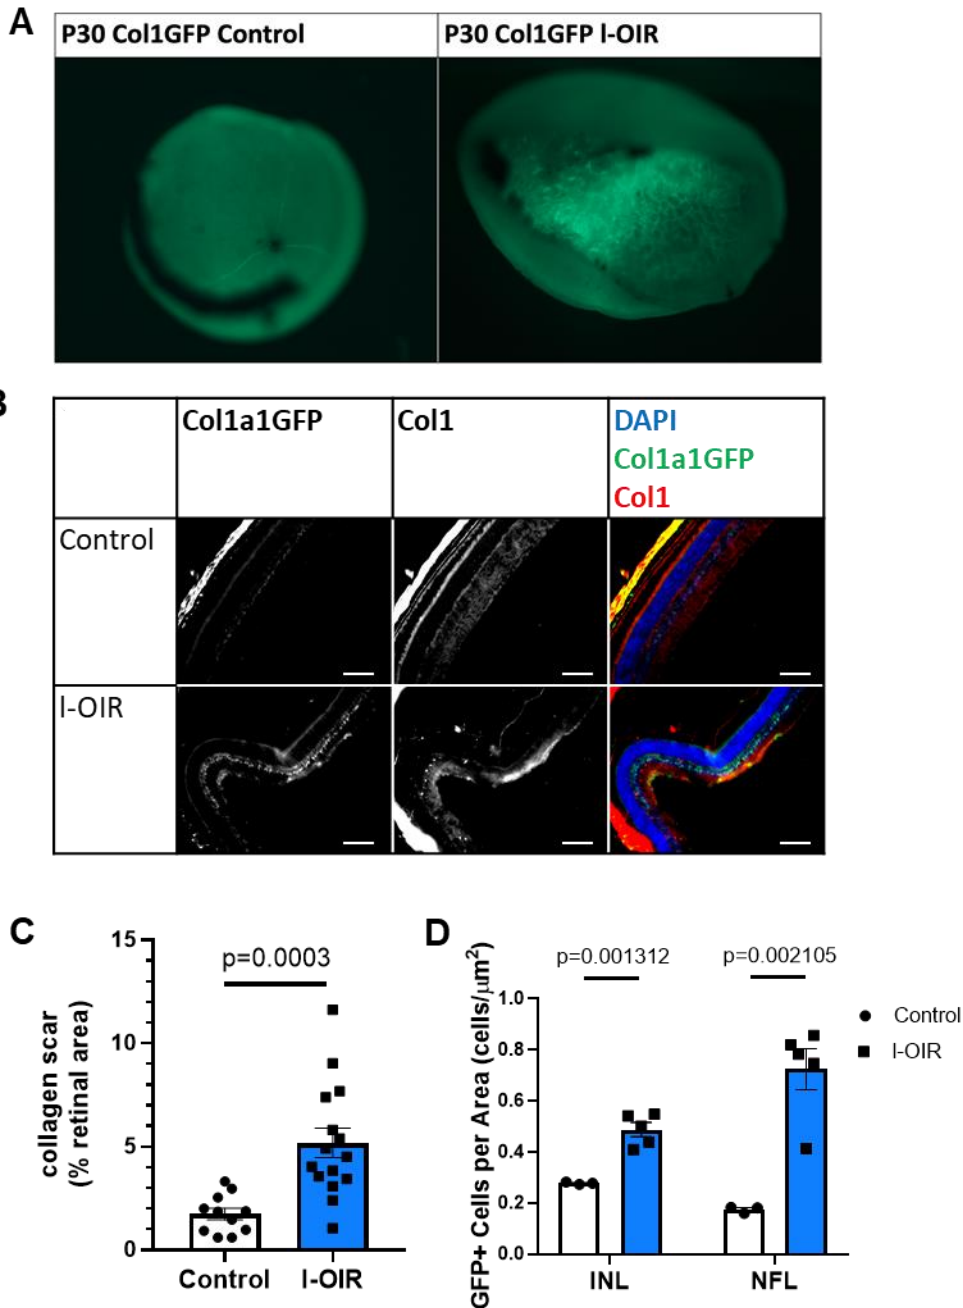 A
P30 Col1GFP Control
P30 Col1GFP l-OIR
B
Col1a1GFP
Col1
DAPI
Col1a1GFP
Col1
Control
l-OIR
C
collagen scar
(% retinal area)
15
10
5
0
p=0.0003
Control
l-OIR
D
GFP+ Cells per Area (cells/μm²)
1.0
0.8
0.6
0.4
0.2
0.0
p=0.001312
p=0.002105
INL
NFL
Control
l-OIR